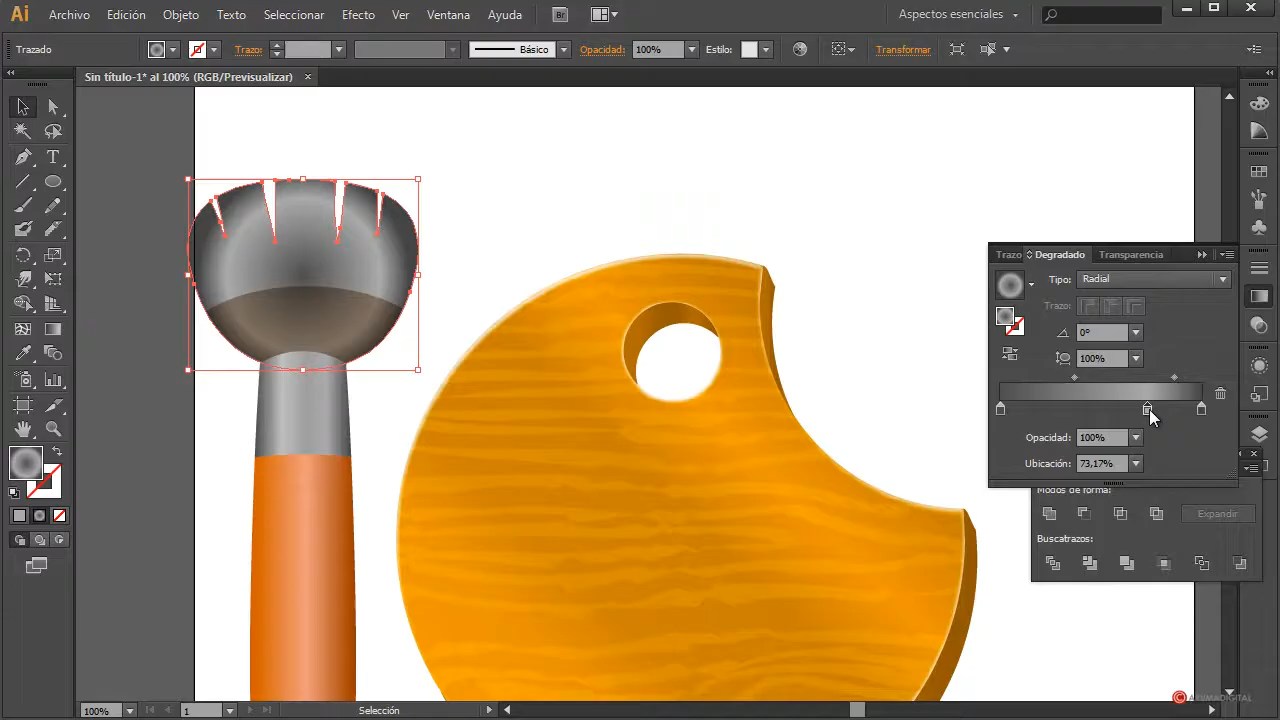 Ai Archivo Edición Objeto Texto Seleccionar Efecto Ver Ventana Ayuda Br Aspectos esenciales
Trazado Trazo: Básico Opacidad: 100% Estilo: Transformar
Sin título-1* al 100% (RGB/Previsualizar) ×
Trazo Degradado Transparencia
Tipo: Radial
Trazo:
0°
100%
Opacidad: 100%
Ubicación: 73,17%
Modos de forma:
Expandir
Buscatrazos:
100% 1 Selección